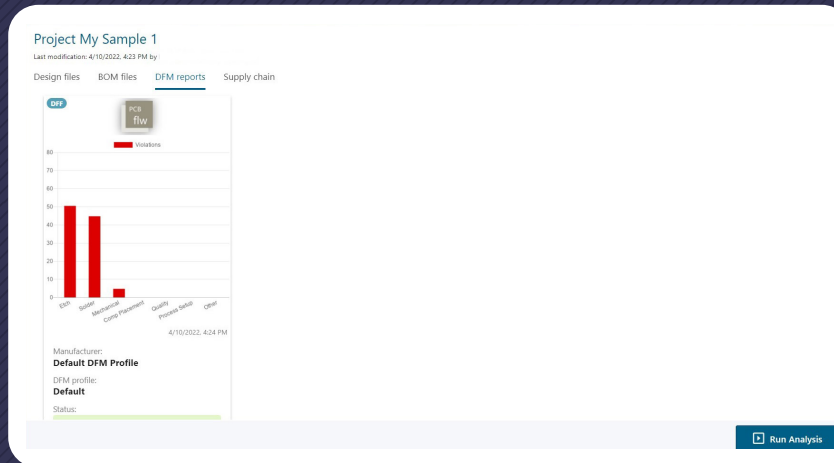 Project My Sample 1
Last modification: 4/10/2022, 4:23 PM by
Design files BOM files DFM reports Supply chain
DFF
PCB
flw
Violations
80
70
60
50
40
30
20
10
0
Etch Solder Mechanical Comp Placement Quality Process Setup Other
4/10/2022, 4:24 PM
Manufacturer:
Default DFM Profile
DFM profile:
Default
Status:
Run Analysis